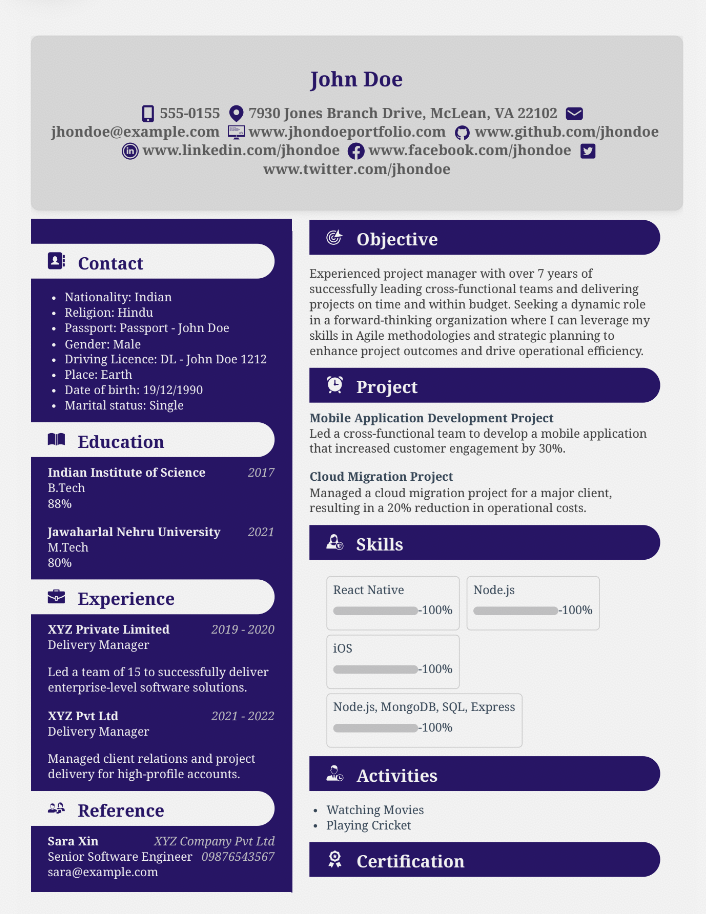 John Doe
555-0155 7930 Jones Branch Drive, McLean, VA 22102
jhondoe@example.com www.jhondoeportfolio.com www.github.com/jhondoe
www.linkedin.com/jhondoe www.facebook.com/jhondoe
www.twitter.com/jhondoe
Contact
• Nationality: Indian
• Religion: Hindu
• Passport: Passport - John Doe
• Gender: Male
• Driving Licence: DL - John Doe 1212
• Place: Earth
• Date of birth: 19/12/1990
• Marital status: Single
Education
Indian Institute of Science 2017
B.Tech
88%
Jawaharlal Nehru University 2021
M.Tech
80%
Experience
XYZ Private Limited 2019 - 2020
Delivery Manager
Led a team of 15 to successfully deliver
enterprise-level software solutions.
XYZ Pvt Ltd 2021 - 2022
Delivery Manager
Managed client relations and project
delivery for high-profile accounts.
Reference
Sara Xin XYZ Company Pvt Ltd
Senior Software Engineer 09876543567
sara@example.com
Objective
Experienced project manager with over 7 years of
successfully leading cross-functional teams and delivering
projects on time and within budget. Seeking a dynamic role
in a forward-thinking organization where I can leverage my
skills in Agile methodologies and strategic planning to
enhance project outcomes and drive operational efficiency.
Project
Mobile Application Development Project
Led a cross-functional team to develop a mobile application
that increased customer engagement by 30%.
Cloud Migration Project
Managed a cloud migration project for a major client,
resulting in a 20% reduction in operational costs.
Skills
React Native
-100%
Node.js
-100%
iOS
-100%
Node.js, MongoDB, SQL, Express
-100%
Activities
• Watching Movies
• Playing Cricket
Certification